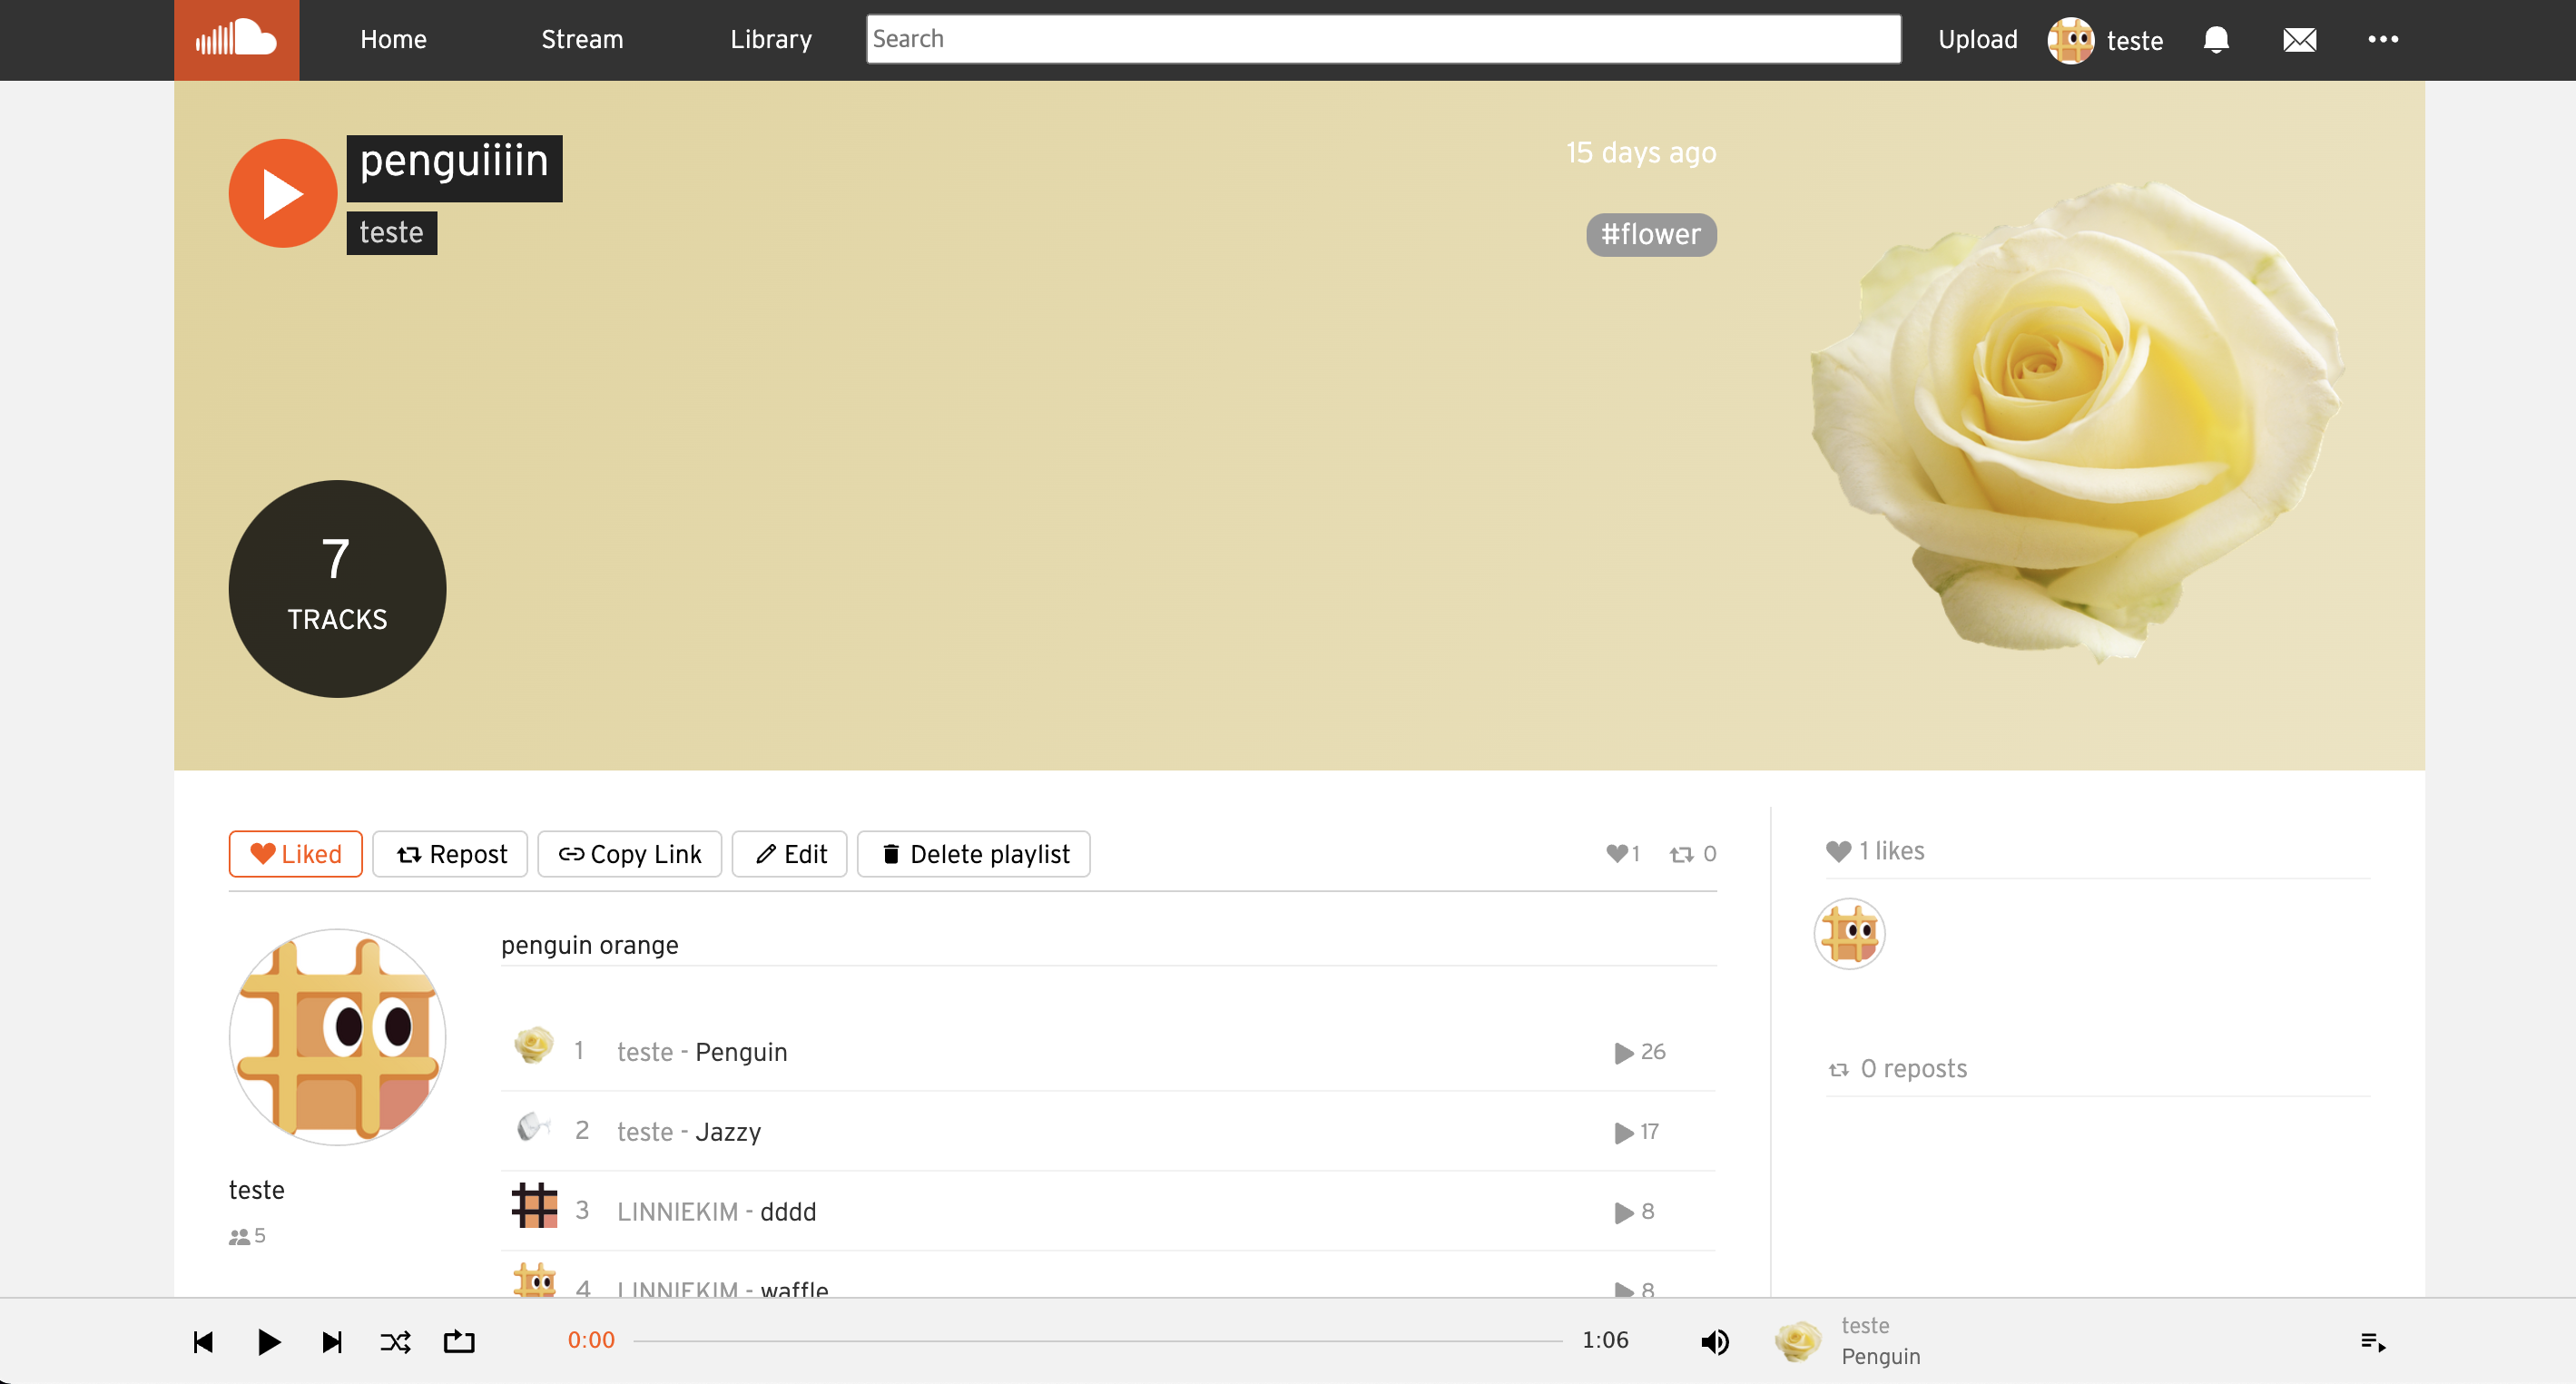 Home
Stream
Library
Search
Upload
teste
penguiiiin
teste
15 days ago
#flower
7
TRACKS
Liked
Repost
Copy Link
Edit
Delete playlist
1
0
1 likes
penguin orange
1 teste - Penguin 26
2 teste - Jazzy 17
3 LINNIEKIM - dddd 8
4 LINNIEKIM - waffle 8
teste
5
0 reposts
0:00
1:06
teste
Penguin